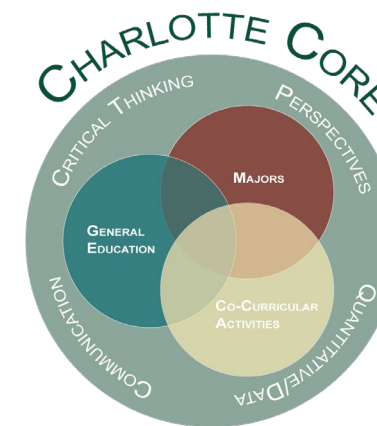 CHARLOTTE CORE
CRITICAL THINKING
PERSPECTIVES
MAJORS
GENERAL
EDUCATION
CO-CURRICULAR
ACTIVITIES
COMMUNICATION
QUANTITATIVE/DATA